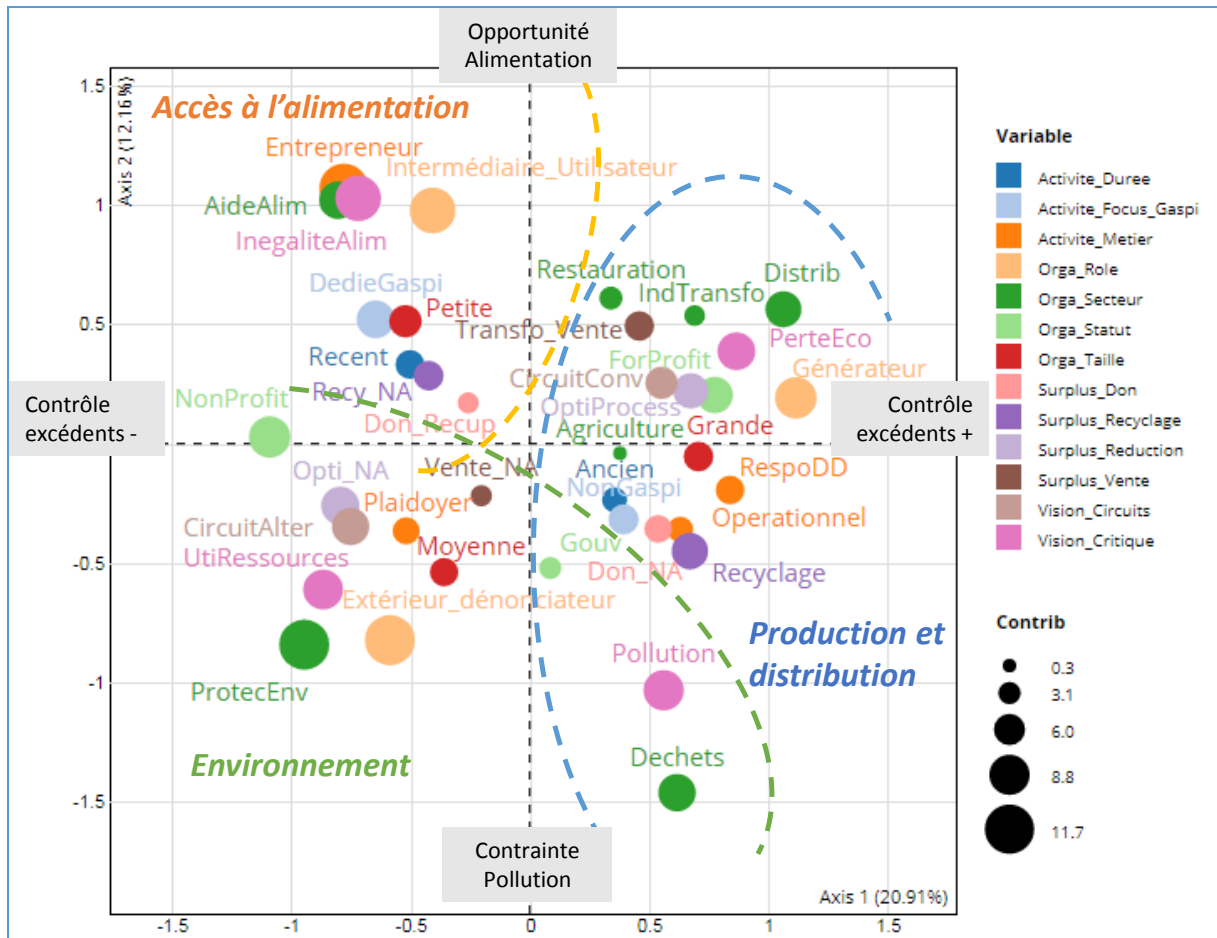 Opportunité
Alimentation
1.5
Axis 2 (12.16%)
Accès à l'alimentation
Entrepreneur
Intermédiaire_Utilisateur
1
AideAlim
InegaliteAlim
Restauration
Distrib
DedieGaspi
IndTransfo
0.5
Petite
Transfo_Vente
PerteEco
Recent
ForProfit
Recy_NA
CircuitConv
Générateur
Contrôle
excédents -
NonProfit
Don_Recup
OptiProcess
Contrôle
excédents +
Agriculture
Grande
0
Opti_NA
Vente_NA
Ancien
RespoDD
NonGaspi
Plaidoyer
CircuitAlter
Operationnel
-0.5
UtiRessources
Moyenne
Gouv
Don_NA
Recyclage
Extérieur_dénonciateur
Production et
distribution
Pollution
-1
ProtecEnv
Environnement
Dechets
-1.5
Contrainte
Pollution
Axis 1 (20.91%)
-1.5
-1
-0.5
0
0.5
1
1.5
Variable
Activite_Duree
Activite_Focus_Gaspi
Activite_Metier
Orga_Role
Orga_Secteur
Orga_Statut
Orga_Taille
Surplus_Don
Surplus_Recyclage
Surplus_Reduction
Surplus_Vente
Vision_Circuits
Vision_Critique
Contrib
0.3
3.1
6.0
8.8
11.7